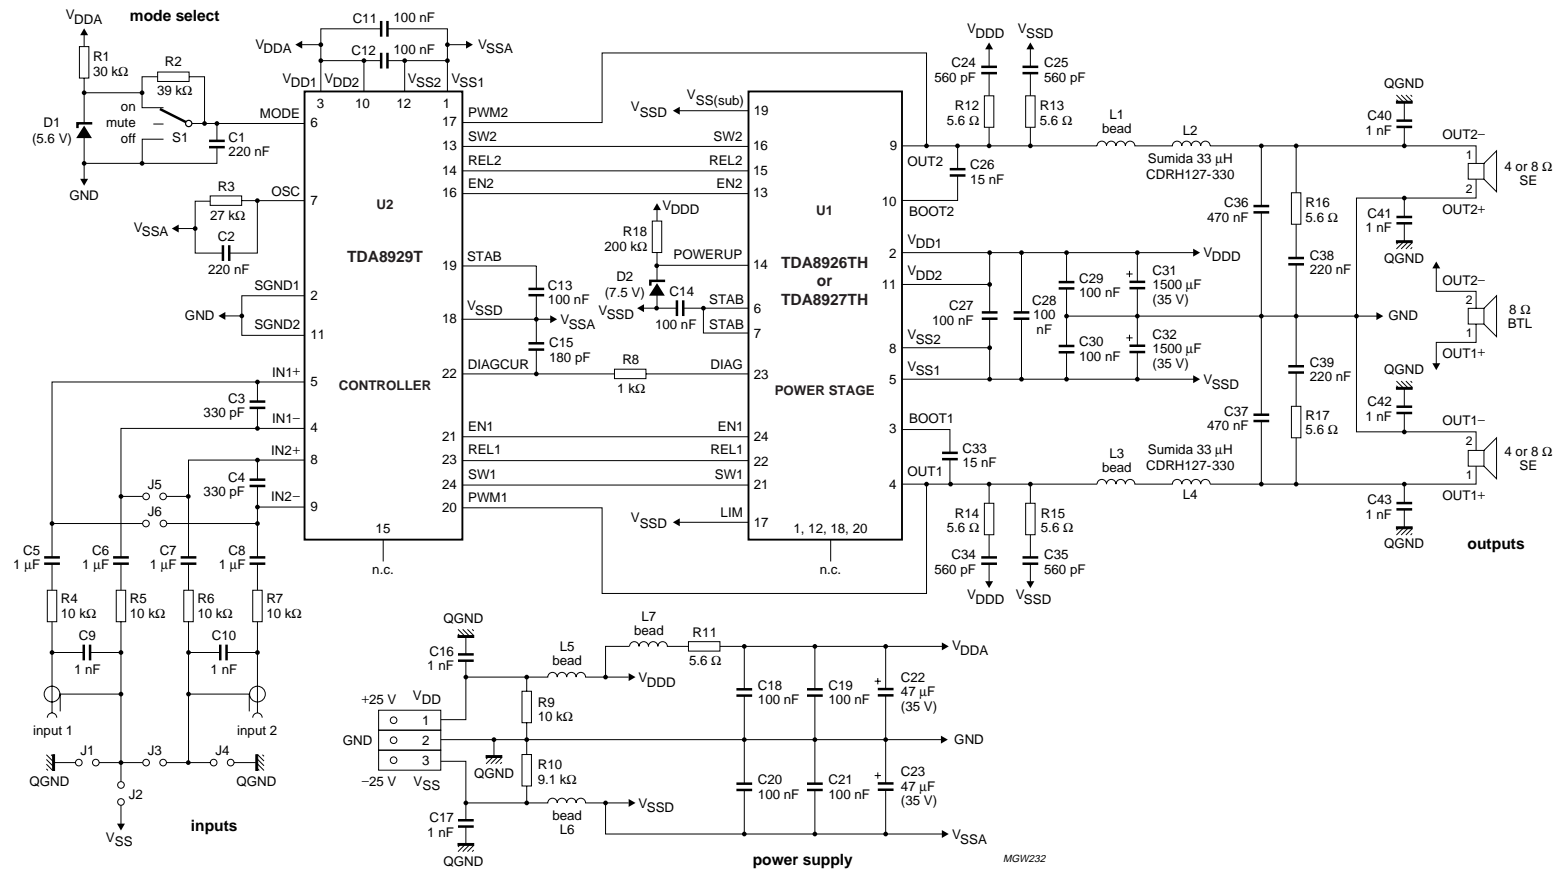 mode select
VDDA
R1
30 kΩ
R2
39 kΩ
on
mute
off
S1
D1
(5.6 V)
C1
220 nF
GND
R3
27 kΩ
VSSA
C2
220 nF
GND
C11
100 nF
VDDA
C12
100 nF
VSSA
VDD1
VDD2
VSS2
VSS1
3
10
12
1
MODE
6
OSC
7
SGND1
2
SGND2
11
IN1+
5
IN1−
4
IN2+
8
IN2−
9
U2
TDA8929T
CONTROLLER
15
n.c.
17
PWM2
13
SW2
14
REL2
16
EN2
19
STAB
18
VSSD
22
DIAGCUR
21
EN1
23
REL1
24
SW1
20
PWM1
C3
330 pF
C4
330 pF
J5
J6
C5
1 μF
C6
1 μF
C7
1 μF
C8
1 μF
R4
10 kΩ
R5
10 kΩ
R6
10 kΩ
R7
10 kΩ
C9
1 nF
C10
1 nF
input 1
input 2
J1
J3
J4
QGND
QGND
J2
VSS
inputs
C13
100 nF
VSSA
C15
180 pF
R8
1 kΩ
VDDD
R18
200 kΩ
D2
(7.5 V)
VSSD
C14
100 nF
VSSD
VSS(sub)
19
SW2
16
REL2
15
EN2
13
POWERUP
14
STAB
6
STAB
7
DIAG
23
EN1
24
REL1
22
SW1
21
VSSD
LIM
17
U1
TDA8926TH
or
TDA8927TH
POWER STAGE
1, 12, 18, 20
n.c.
9
OUT2
10
BOOT2
2
VDD1
11
VDD2
8
VSS2
5
VSS1
3
BOOT1
4
OUT1
VDDD
VSSD
C24
560 pF
C25
560 pF
R12
5.6 Ω
R13
5.6 Ω
C26
15 nF
L1
bead
L2
Sumida 33 μH
CDRH127-330
C27
100 nF
C28
100
nF
C29
100 nF
C30
100 nF
C31
1500 μF
(35 V)
C32
1500 μF
(35 V)
+
+
VDDD
GND
VSSD
C33
15 nF
L3
bead
Sumida 33 μH
CDRH127-330
L4
R14
5.6 Ω
R15
5.6 Ω
C34
560 pF
C35
560 pF
VDDD
VSSD
C36
470 nF
R16
5.6 Ω
C38
220 nF
C39
220 nF
C37
470 nF
R17
5.6 Ω
QGND
C40
1 nF
OUT2−
1
2
OUT2+
4 or 8 Ω
SE
C41
1 nF
QGND
OUT2−
2
1
OUT1+
8 Ω
BTL
QGND
C42
1 nF
OUT1−
2
1
OUT1+
4 or 8 Ω
SE
C43
1 nF
QGND
outputs
QGND
C16
1 nF
L5
bead
L7
bead
R11
5.6 Ω
VDDA
VDDD
+25 V
VDD
1
GND
2
3
−25 V
VSS
QGND
R9
10 kΩ
R10
9.1 kΩ
C18
100 nF
C19
100 nF
+
C22
47 μF
(35 V)
GND
C20
100 nF
C21
100 nF
+
C23
47 μF
(35 V)
VSSD
bead
L6
C17
1 nF
QGND
VSSA
power supply
MGW232